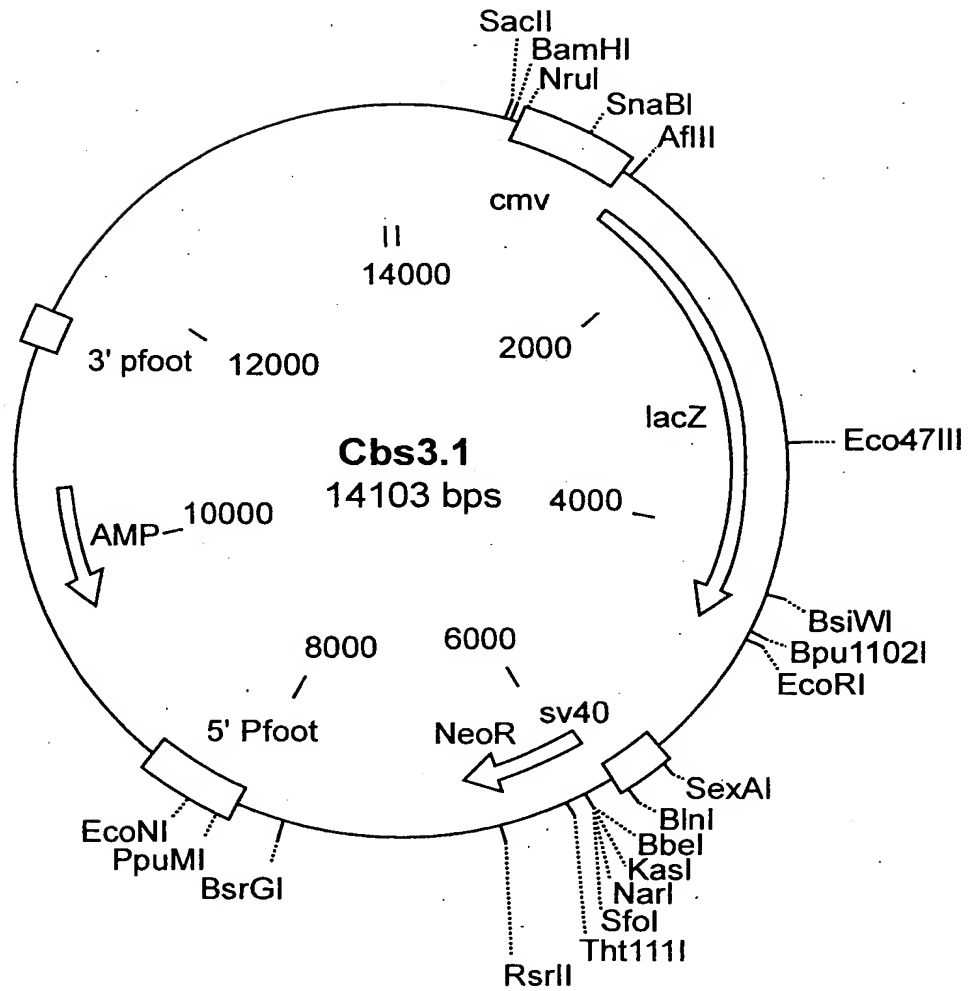 SacII
BamHI
NruI
SnaBI
AflII
cmv
14000
2000
3' pfoot
12000
lacZ
Cbs3.1
14103 bps
Eco47III
4000
10000
AMP
BsiWI
Bpu1102I
EcoRI
6000
8000
sv40
NeoR
5' Pfoot
SexAI
BlnI
BbeI
KasI
NarI
SfoI
Tht111I
RsrII
EcoNI
PpuMI
BsrGI